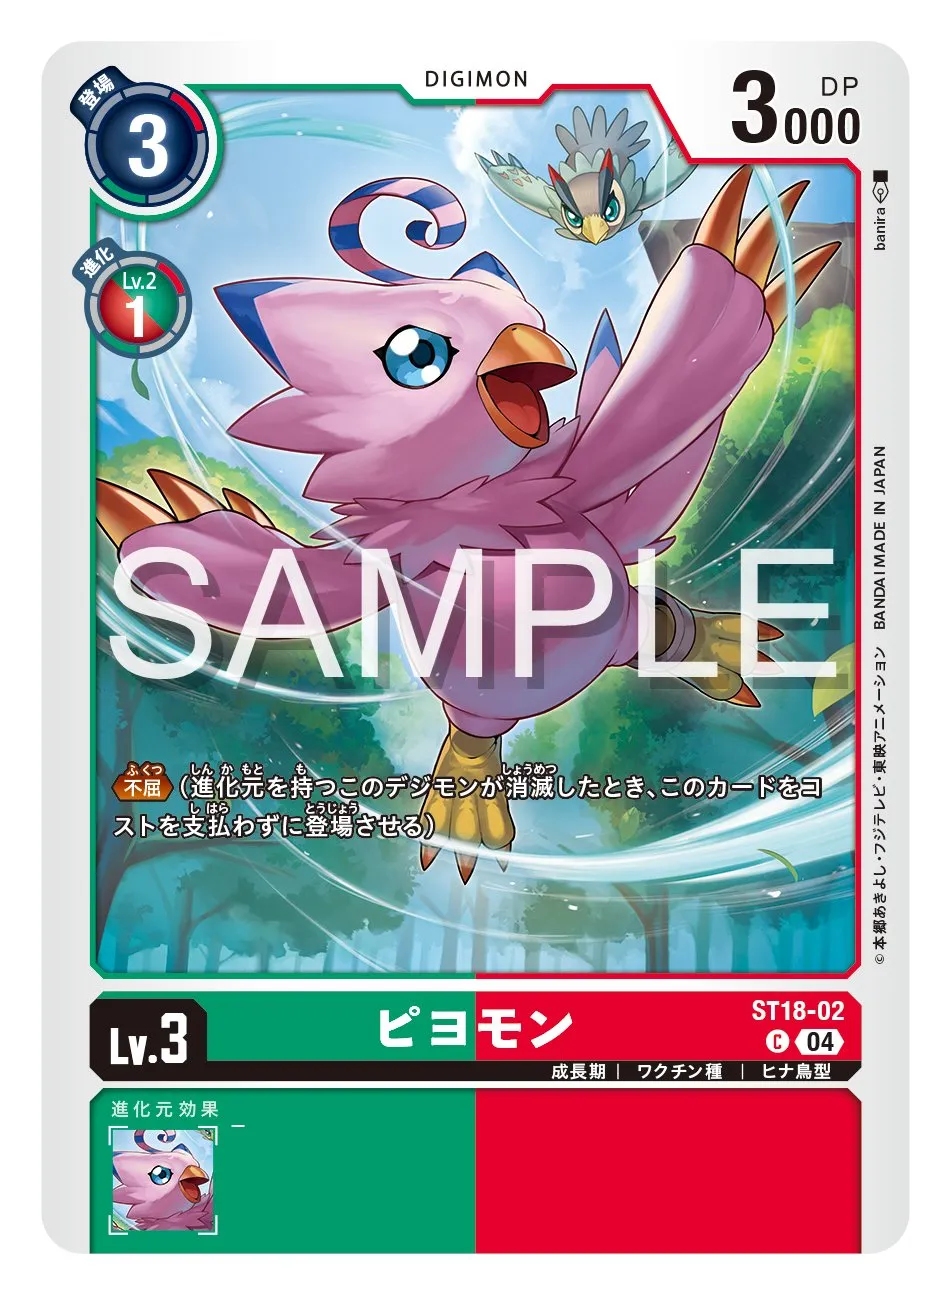 DIGIMON
登場
3
3000
DP
進化
Lv.2
1
banira
BANDAI MADE IN JAPAN
©本郷あきよし・フジテレビ・東映アニメーション
SAMPLE
不屈(進化元を持つこのデジモンが消滅したとき、このカードをコ
ストを支払わずに登場させる)
Lv.3
ピヨモン
ST18-02
C 04
成長期 | ワクチン種 | ヒナ鳥型
進化元効果